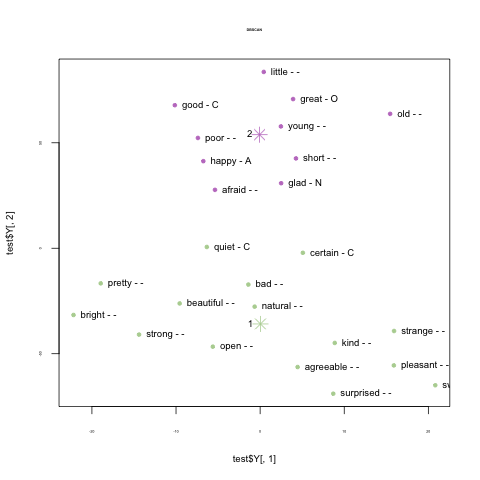 DBSCAN
little - -
great - O
good - C
old - -
young - -
2
poor - -
short - -
happy - A
glad - N
afraid - -
quiet - C
certain - C
pretty - -
bad - -
beautiful - -
natural - -
bright - -
1
strange - -
strong - -
kind - -
open - -
pleasant - -
agreeable - -
surprised - -
test$Y[, 2]
test$Y[, 1]